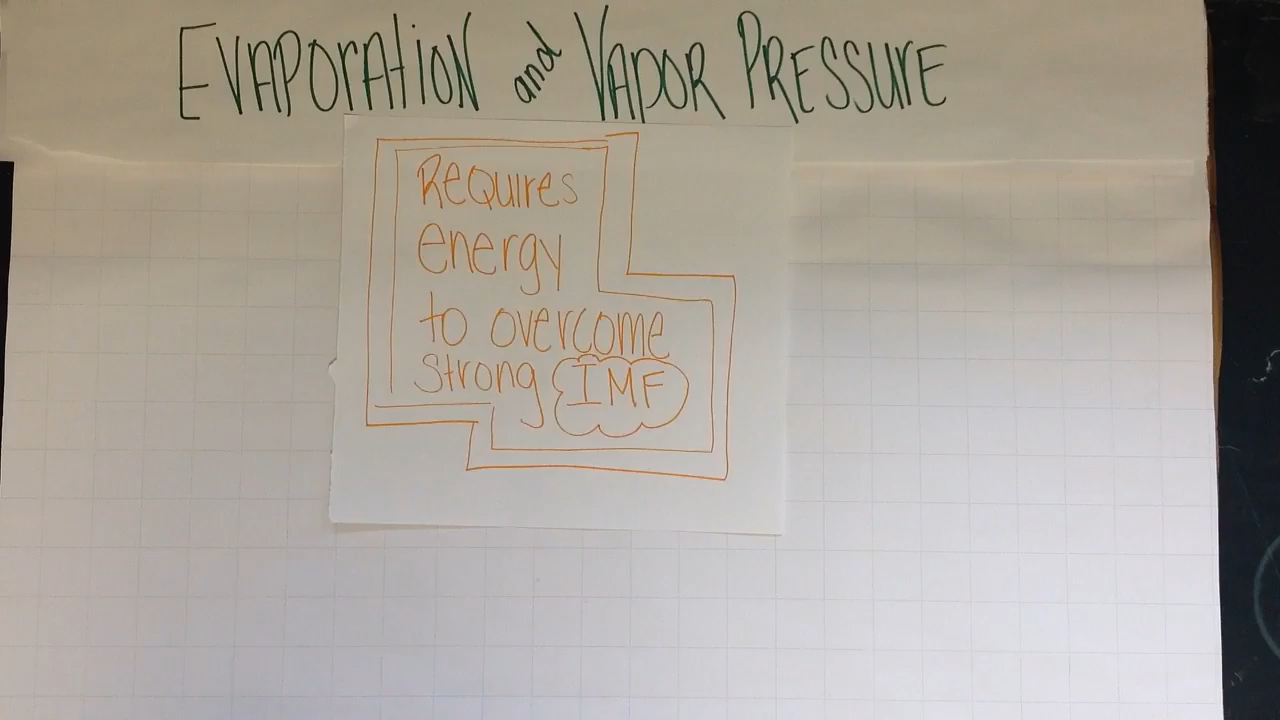 EVAPOrAtiON and VAPOR PRESSUrE
Requires
energy
to overcome
strong IMF